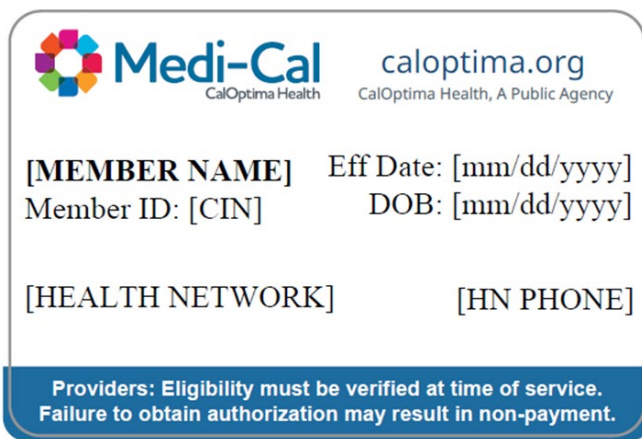 Medi-Cal
CalOptima Health
caloptima.org
CalOptima Health, A Public Agency
[MEMBER NAME]
Eff Date: [mm/dd/yyyy]
Member ID: [CIN]
DOB: [mm/dd/yyyy]
[HEALTH NETWORK]
[HN PHONE]
Providers: Eligibility must be verified at time of service.
Failure to obtain authorization may result in non-payment.